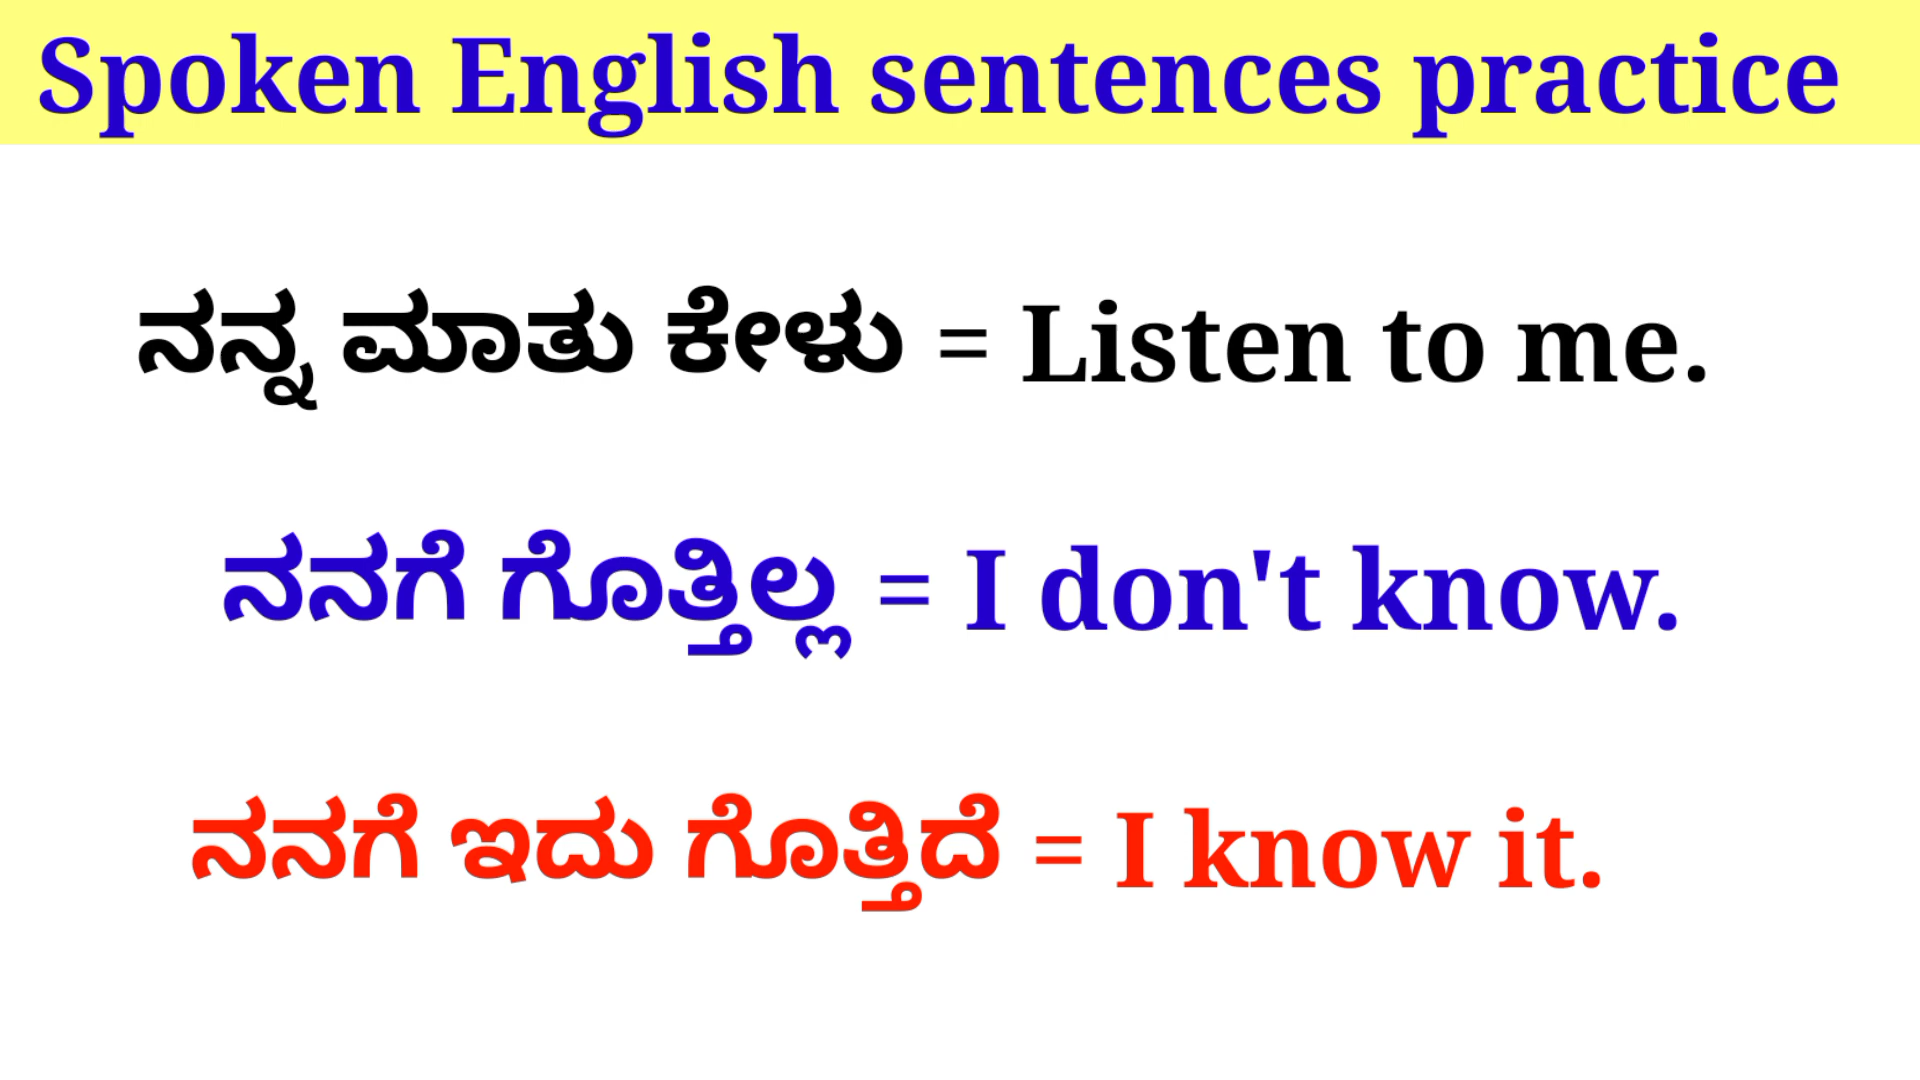 Spoken English sentences practice
ನನ್ನ ಮಾತು ಕೇಳು = Listen to me.
ನನಗೆ ಗೊತ್ತಿಲ್ಲ = I don't know.
ನನಗೆ ಇದು ಗೊತ್ತಿದೆ = I know it.